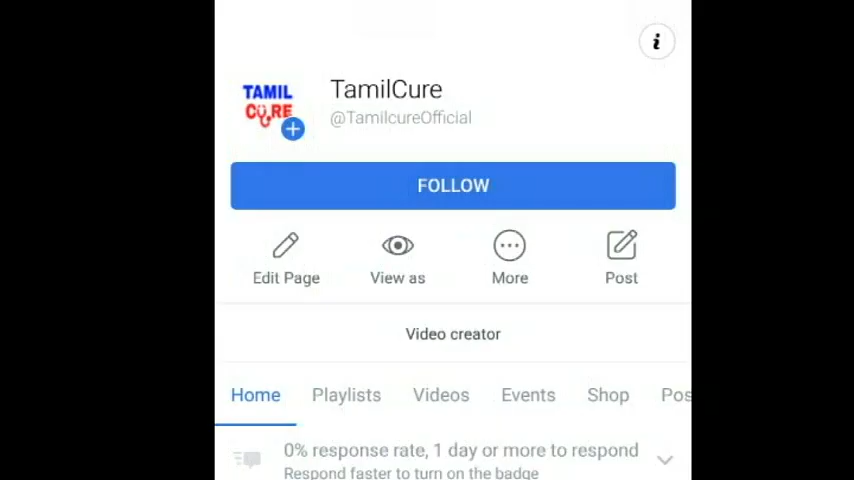 TAMIL
CURE
TamilCure
@TamilcureOfficial
FOLLOW
Edit Page
View as
More
Post
Video creator
Home
Playlists
Videos
Events
Shop
Pos
0% response rate, 1 day or more to respond
Respond faster to turn on the badge